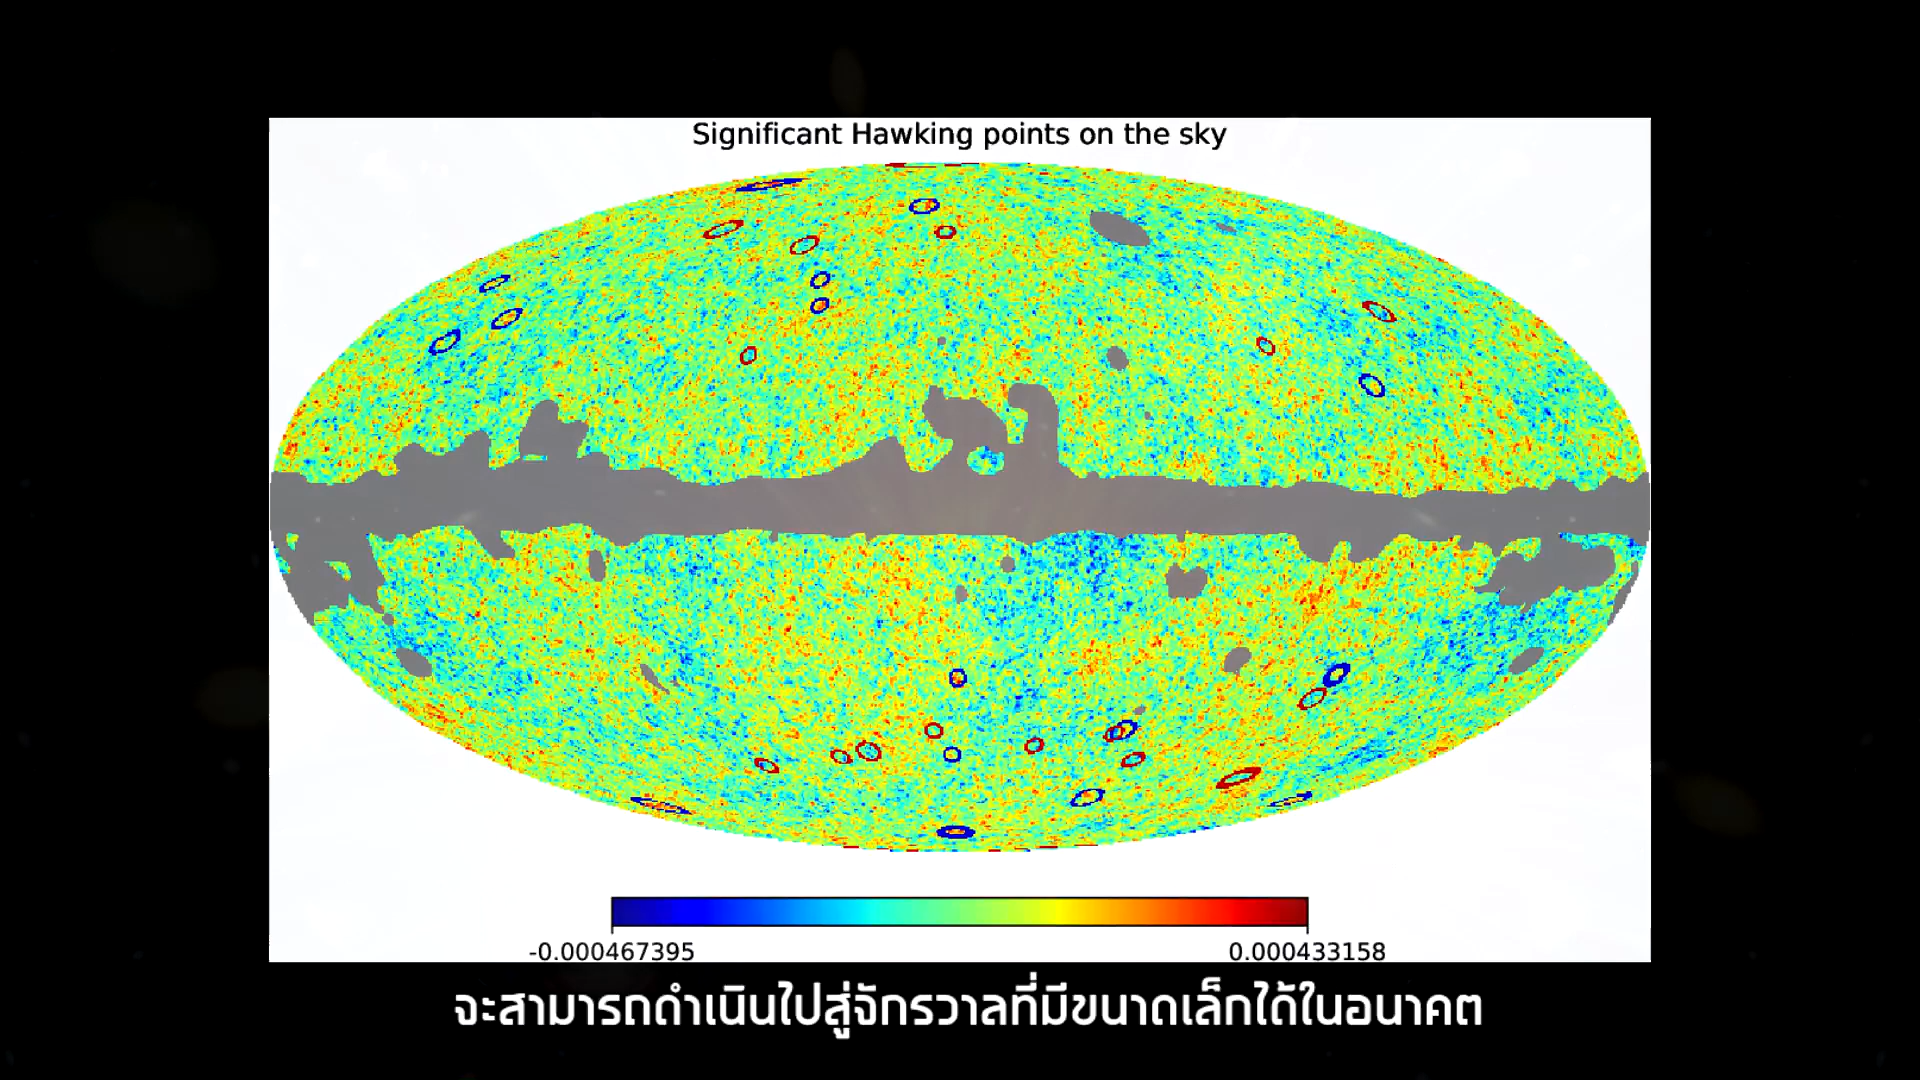 Significant Hawking points on the sky
-0.000467395
0.000433158
จะสามารถดำเนินไปสู่จักรวาลที่มีขนาดเล็กได้ในอนาคต